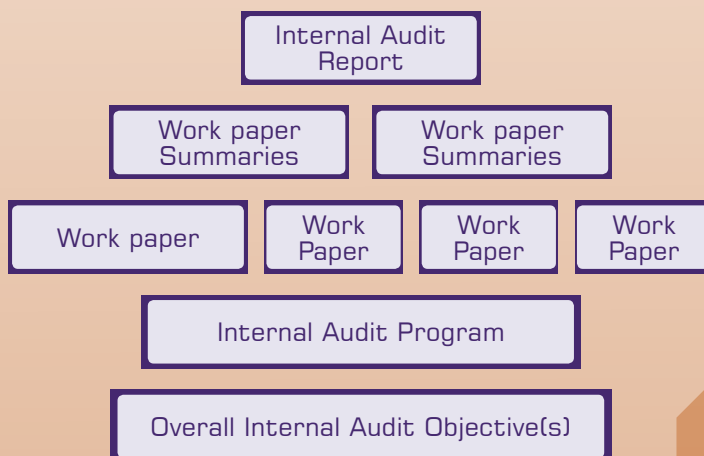 Internal Audit
Report
Work paper
Summaries
Work paper
Summaries
Work paper
Work
Paper
Work
Paper
Work
Paper
Internal Audit Program
Overall Internal Audit Objective(s)